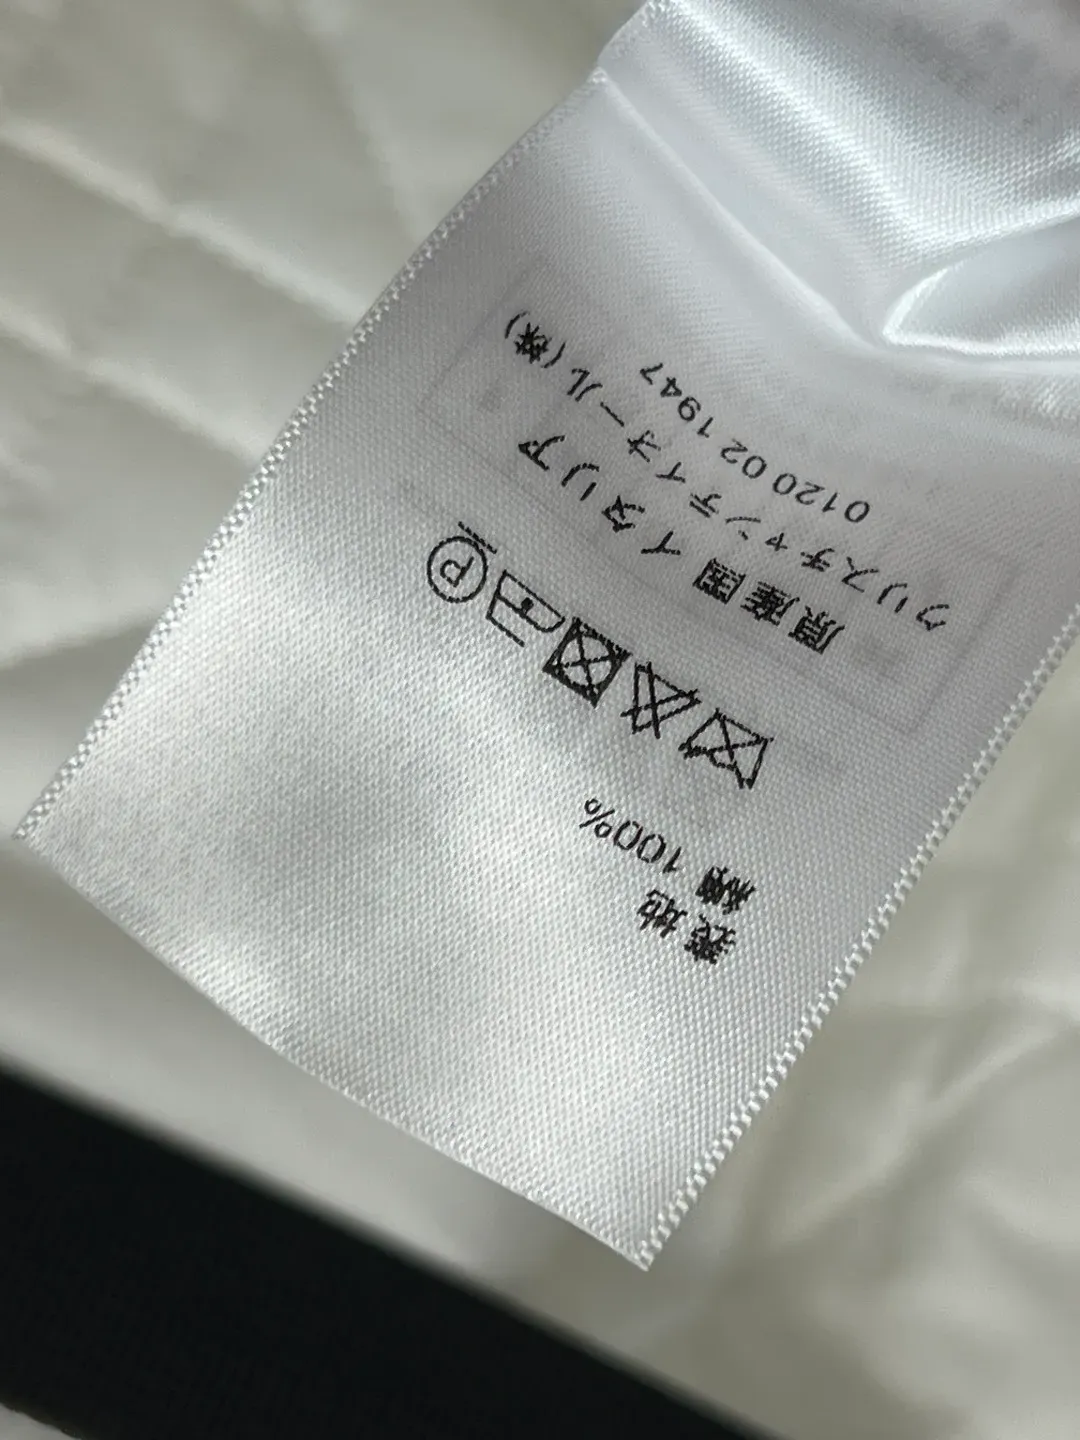 表地
100%
P
原産国 イタリア
クリスチャンディオール(株)
0120 02 1947